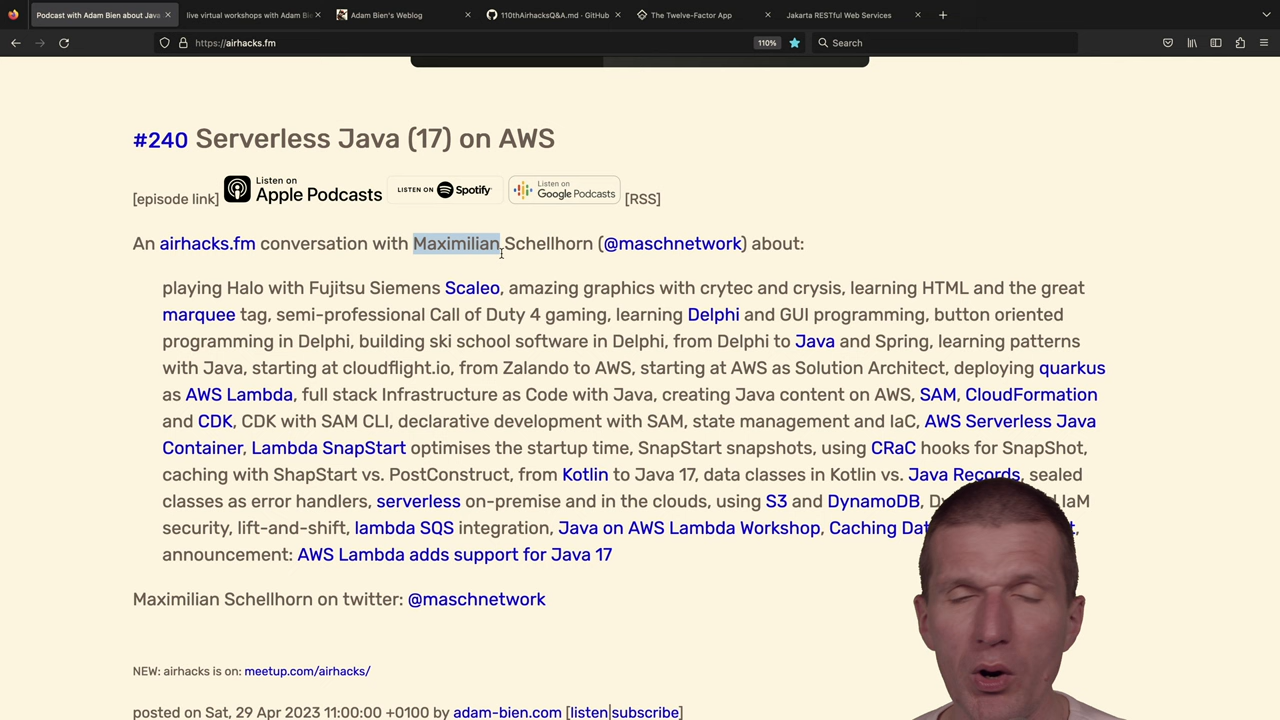 Podcast with Adam Bien about Java
live virtual workshops with Adam Bie
Adam Bien's Weblog
110thAirhacksQ&A.md · GitHub
The Twelve-Factor App
Jakarta RESTful Web Services
https://airhacks.fm
110%
Search
#240 Serverless Java (17) on AWS
[episode link] Listen on Apple Podcasts LISTEN ON Spotify Listen on Google Podcasts [RSS]
An airhacks.fm conversation with Maximilian Schellhorn (@maschnetwork) about:
playing Halo with Fujitsu Siemens Scaleo, amazing graphics with crytec and crysis, learning HTML and the great
marquee tag, semi-professional Call of Duty 4 gaming, learning Delphi and GUI programming, button oriented
programming in Delphi, building ski school software in Delphi, from Delphi to Java and Spring, learning patterns
with Java, starting at cloudflight.io, from Zalando to AWS, starting at AWS as Solution Architect, deploying quarkus
as AWS Lambda, full stack Infrastructure as Code with Java, creating Java content on AWS, SAM, CloudFormation
and CDK, CDK with SAM CLI, declarative development with SAM, state management and IaC, AWS Serverless Java
Container, Lambda SnapStart optimises the startup time, SnapStart snapshots, using CRaC hooks for SnapShot,
caching with ShapStart vs. PostConstruct, from Kotlin to Java 17, data classes in Kotlin vs. Java Records, sealed
classes as error handlers, serverless on-premise and in the clouds, using S3 and DynamoDB, IaM
security, lift-and-shift, lambda SQS integration, Java on AWS Lambda Workshop, Caching
announcement: AWS Lambda adds support for Java 17
Maximilian Schellhorn on twitter: @maschnetwork
NEW: airhacks is on: meetup.com/airhacks/
posted on Sat, 29 Apr 2023 11:00:00 +0100 by adam-bien.com [listen|subscribe]